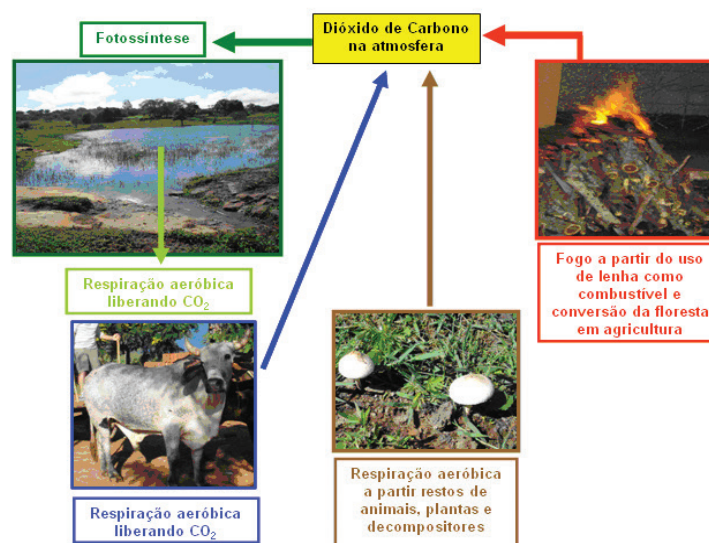 Dióxido de Carbono
na atmosfera
Fotossíntese
Respiração aeróbica
liberando CO₂
Fogo a partir do uso
de lenha como
combustível e
conversão da floresta
em agricultura
Respiração aeróbica
liberando CO₂
Respiração aeróbica
a partir restos de
animais, plantas e
decompositores